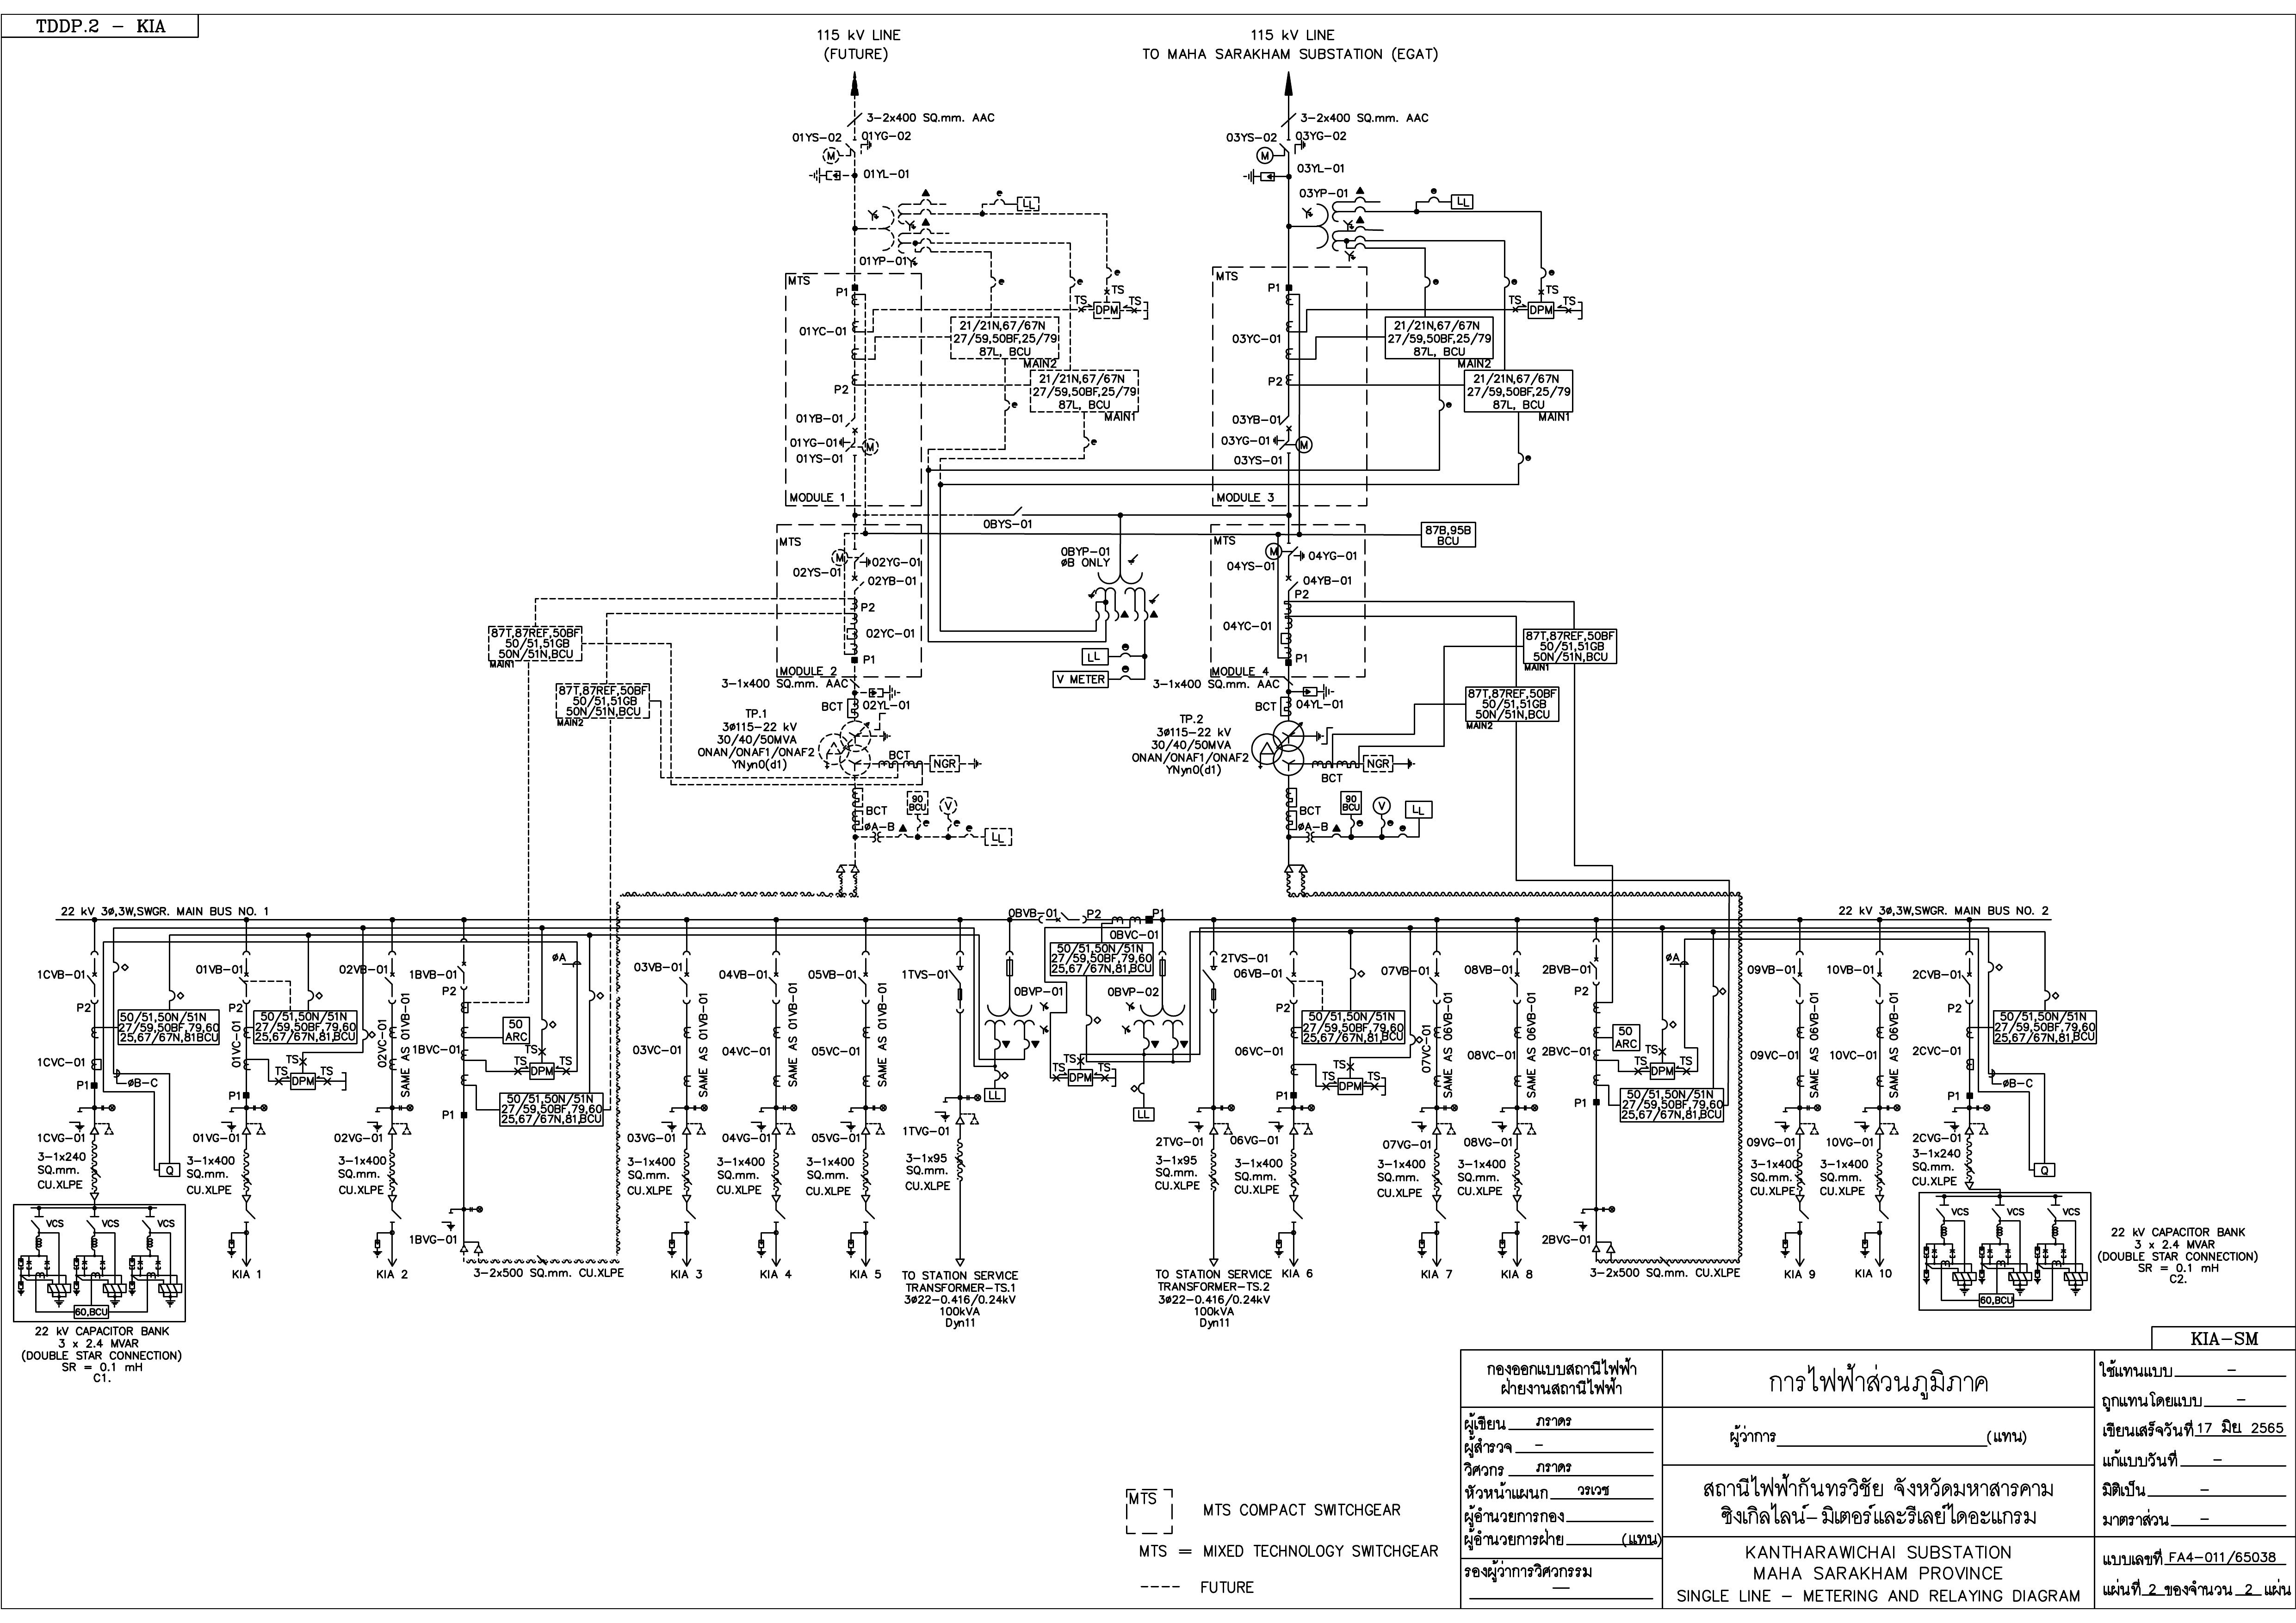 TDDP.2 - KIA
115 kV LINE
(FUTURE)
115 kV LINE
TO MAHA SARAKHAM SUBSTATION (EGAT)
3-2x400 SQ.mm. AAC
01YS-02
01YG-02
M
01YL-01
LL
01YP-01
MTS
P1
TS
TS
DPM
TS
01YC-01
21/21N,67/67N
27/59,50BF,25/79
87L, BCU
MAIN2
P2
21/21N,67/67N
27/59,50BF,25/79
87L, BCU
MAIN1
01YB-01
01YG-01
M
01YS-01
MODULE 1
3-2x400 SQ.mm. AAC
03YS-02
03YG-02
M
03YL-01
03YP-01
LL
MTS
P1
TS
TS
DPM
TS
03YC-01
21/21N,67/67N
27/59,50BF,25/79
87L, BCU
MAIN2
P2
21/21N,67/67N
27/59,50BF,25/79
87L, BCU
MAIN1
03YB-01
03YG-01
M
03YS-01
MODULE 3
0BYS-01
87B,95B
BCU
MTS
M
02YG-01
02YS-01
02YB-01
P2
02YC-01
P1
MODULE 2
3-1x400 SQ.mm. AAC
0BYP-01
øB ONLY
LL
V METER
MTS
M
04YG-01
04YS-01
04YB-01
P2
04YC-01
P1
MODULE 4
3-1x400 SQ.mm. AAC
87T,87REF,50BF
50/51,51GB
50N/51N,BCU
MAIN1
87T,87REF,50BF
50/51,51GB
50N/51N,BCU
MAIN2
87T,87REF,50BF
50/51,51GB
50N/51N,BCU
MAIN1
87T,87REF,50BF
50/51,51GB
50N/51N,BCU
MAIN2
BCT
02YL-01
TP.1
3ø115-22 kV
30/40/50MVA
ONAN/ONAF1/ONAF2
YNyn0(d1)
BCT
NGR
BCT
90
BCU
V
øA-B
LL
BCT
04YL-01
TP.2
3ø115-22 kV
30/40/50MVA
ONAN/ONAF1/ONAF2
YNyn0(d1)
NGR
BCT
BCT
90
BCU
V
LL
øA-B
22 kV 3ø,3W,SWGR. MAIN BUS NO. 1
0BVB-01
P2
P1
0BVC-01
22 kV 3ø,3W,SWGR. MAIN BUS NO. 2
1CVB-01
P2
50/51,50N/51N
27/59,50BF,79,60
25,67/67N,81BCU
1CVC-01
P1
øB-C
1CVG-01
3-1x240
SQ.mm.
CU.XLPE
Q
VCS
VCS
VCS
60,BCU
22 kV CAPACITOR BANK
3 x 2.4 MVAR
(DOUBLE STAR CONNECTION)
SR = 0.1 mH
C1.
01VB-01
P2
50/51,50N/51N
27/59,50BF,79,60
25,67/67N,81,BCU
01VC-01
TS
TS
DPM
TS
P1
01VG-01
3-1x400
SQ.mm.
CU.XLPE
KIA 1
02VB-01
02VC-01
SAME AS 01VB-01
02VG-01
3-1x400
SQ.mm.
CU.XLPE
KIA 2
1BVB-01
P2
øA
50
ARC
1BVC-01
TS
TS
DPM
TS
50/51,50N/51N
27/59,50BF,79,60
25,67/67N,81,BCU
P1
1BVG-01
3-2x500 SQ.mm. CU.XLPE
03VB-01
03VC-01
SAME AS 01VB-01
03VG-01
3-1x400
SQ.mm.
CU.XLPE
KIA 3
04VB-01
04VC-01
SAME AS 01VB-01
04VG-01
3-1x400
SQ.mm.
CU.XLPE
KIA 4
05VB-01
05VC-01
SAME AS 01VB-01
05VG-01
3-1x400
SQ.mm.
CU.XLPE
KIA 5
1TVS-01
1TVG-01
3-1x95
SQ.mm.
CU.XLPE
TO STATION SERVICE
TRANSFORMER-TS.1
3ø22-0.416/0.24kV
100kVA
Dyn11
0BVP-01
LL
50/51,50N/51N
27/59,50BF,79,60
25,67/67N,81,BCU
TS
TS
DPM
TS
0BVP-02
LL
2TVS-01
2TVG-01
3-1x95
SQ.mm.
CU.XLPE
TO STATION SERVICE
TRANSFORMER-TS.2
3ø22-0.416/0.24kV
100kVA
Dyn11
06VB-01
P2
50/51,50N/51N
27/59,50BF,79,60
25,67/67N,81,BCU
06VC-01
TS
TS
DPM
TS
P1
06VG-01
3-1x400
SQ.mm.
CU.XLPE
KIA 6
07VB-01
07VC-01
SAME AS 06VB-01
07VG-01
3-1x400
SQ.mm.
CU.XLPE
KIA 7
08VB-01
08VC-01
SAME AS 06VB-01
08VG-01
3-1x400
SQ.mm.
CU.XLPE
KIA 8
2BVB-01
P2
øA
50
ARC
2BVC-01
TS
TS
DPM
TS
50/51,50N/51N
27/59,50BF,79,60
25,67/67N,81,BCU
P1
2BVG-01
3-2x500 SQ.mm. CU.XLPE
09VB-01
09VC-01
SAME AS 06VB-01
09VG-01
3-1x400
SQ.mm.
CU.XLPE
KIA 9
10VB-01
10VC-01
SAME AS 06VB-01
10VG-01
3-1x400
SQ.mm.
CU.XLPE
KIA 10
2CVB-01
P2
50/51,50N/51N
27/59,50BF,79,60
25,67/67N,81,BCU
2CVC-01
P1
øB-C
2CVG-01
3-1x240
SQ.mm.
CU.XLPE
Q
VCS
VCS
VCS
60,BCU
22 kV CAPACITOR BANK
3 x 2.4 MVAR
(DOUBLE STAR CONNECTION)
SR = 0.1 mH
C2.
MTS
MTS COMPACT SWITCHGEAR
MTS = MIXED TECHNOLOGY SWITCHGEAR
---- FUTURE
KIA-SM
กองออกแบบสถานีไฟฟ้า
ฝ่ายงานสถานีไฟฟ้า
ผู้เขียน ภราดร
ผู้สำรวจ -
วิศวกร ภราดร
หัวหน้าแผนก วรเวช
ผู้อำนวยการกอง
ผู้อำนวยการฝ่าย (แทน)
รองผู้ว่าการวิศวกรรม
-
การไฟฟ้าส่วนภูมิภาค
ผู้ว่าการ (แทน)
สถานีไฟฟ้ากันทรวิชัย จังหวัดมหาสารคาม
ซิงเกิลไลน์-มิเตอร์และรีเลย์ไดอะแกรม
KANTHARAWICHAI SUBSTATION
MAHA SARAKHAM PROVINCE
SINGLE LINE - METERING AND RELAYING DIAGRAM
ใช้แทนแบบ -
ถูกแทนโดยแบบ -
เขียนเสร็จวันที่ 17 มิย 2565
แก้แบบวันที่ -
มิติเป็น -
มาตราส่วน -
แบบเลขที่ FA4-011/65038
แผ่นที่ 2 ของจำนวน 2 แผ่น